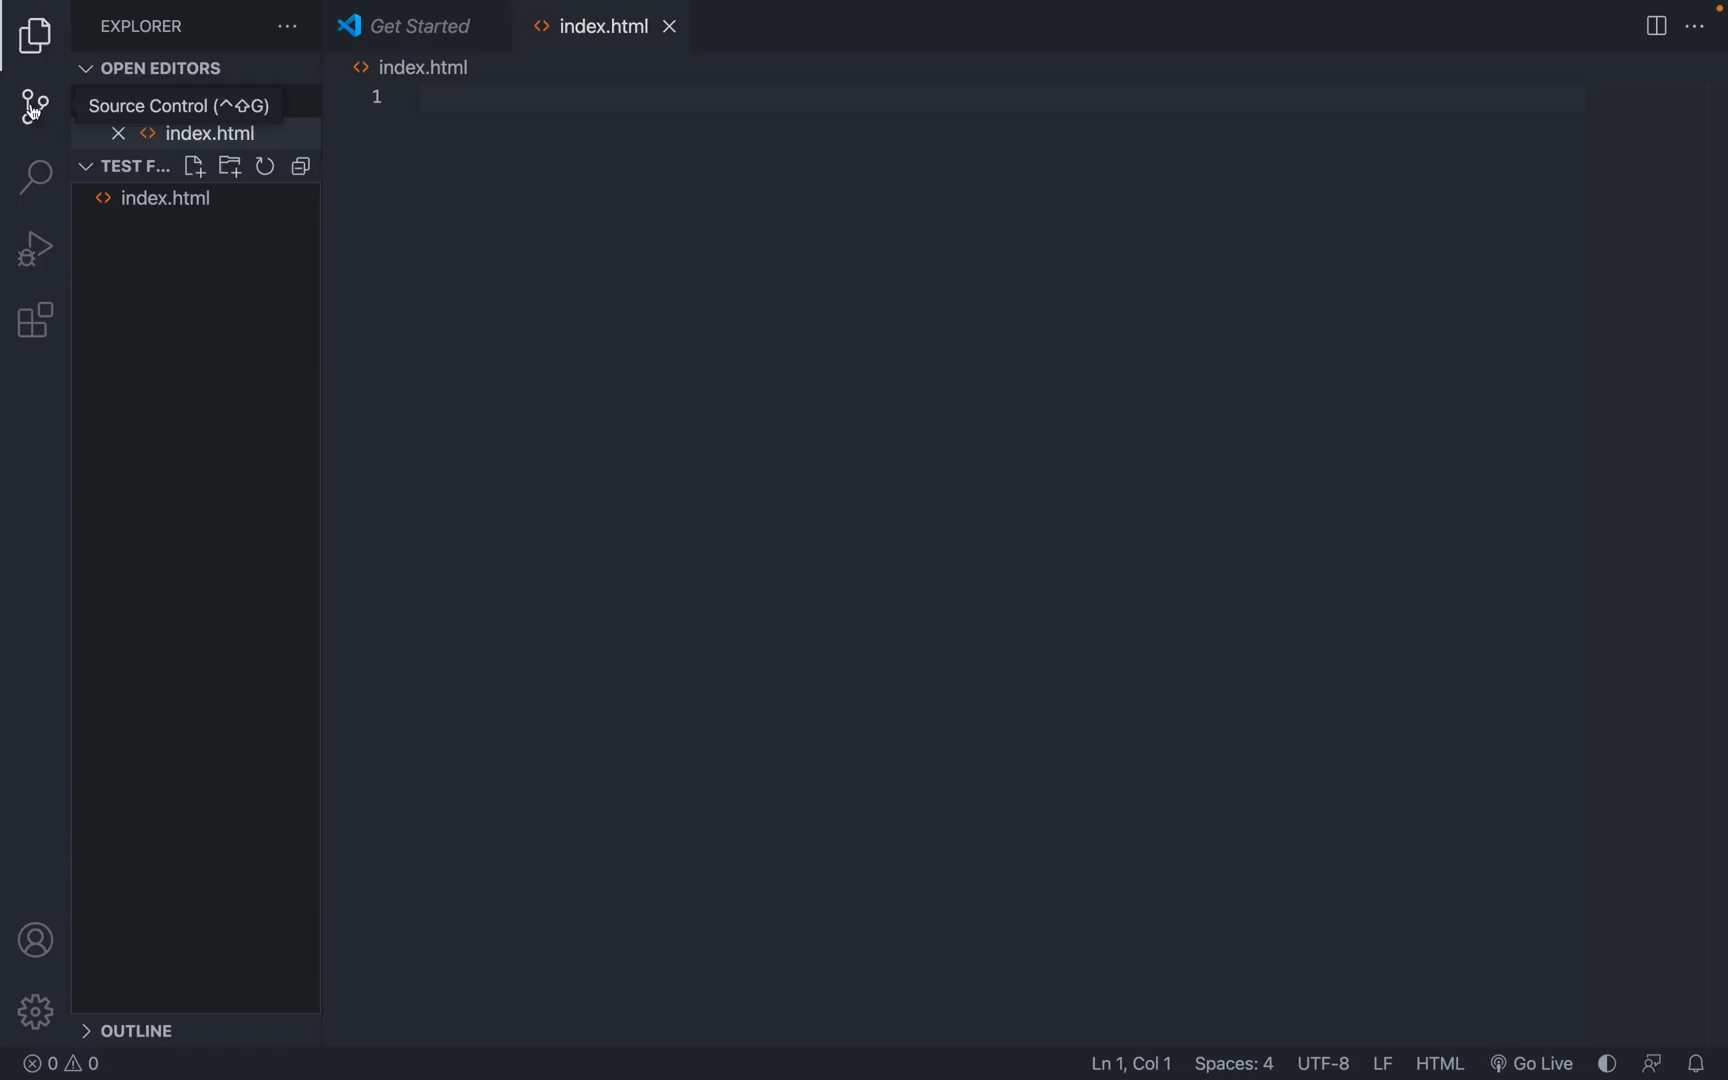 EXPLORER
Get Started
index.html
OPEN EDITORS
index.html
Source Control (^⇧G)
1
index.html
TEST F...
index.html
OUTLINE
0 0
Ln 1, Col 1
Spaces: 4
UTF-8
LF
HTML
Go Live